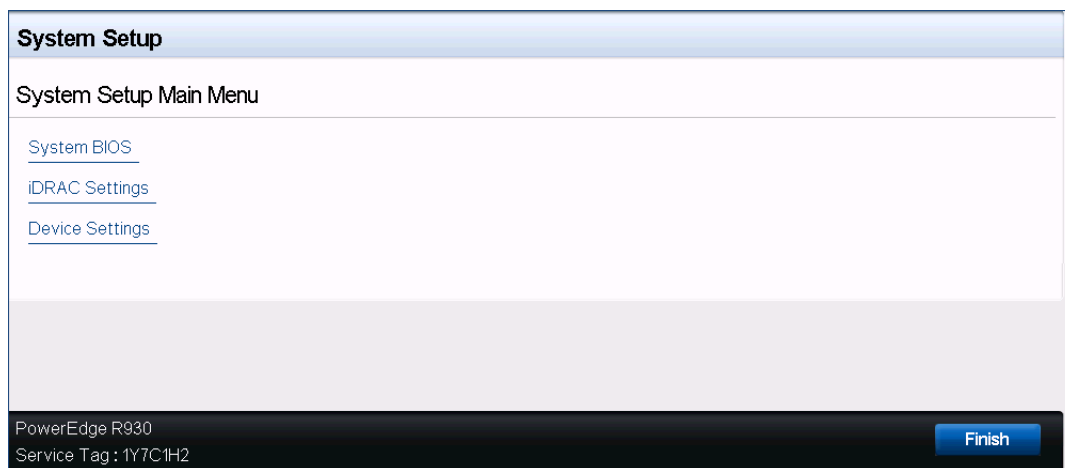 System Setup
System Setup Main Menu
System BIOS
iDRAC Settings
Device Settings
PowerEdge R930
Service Tag : 1Y7C1H2
Finish